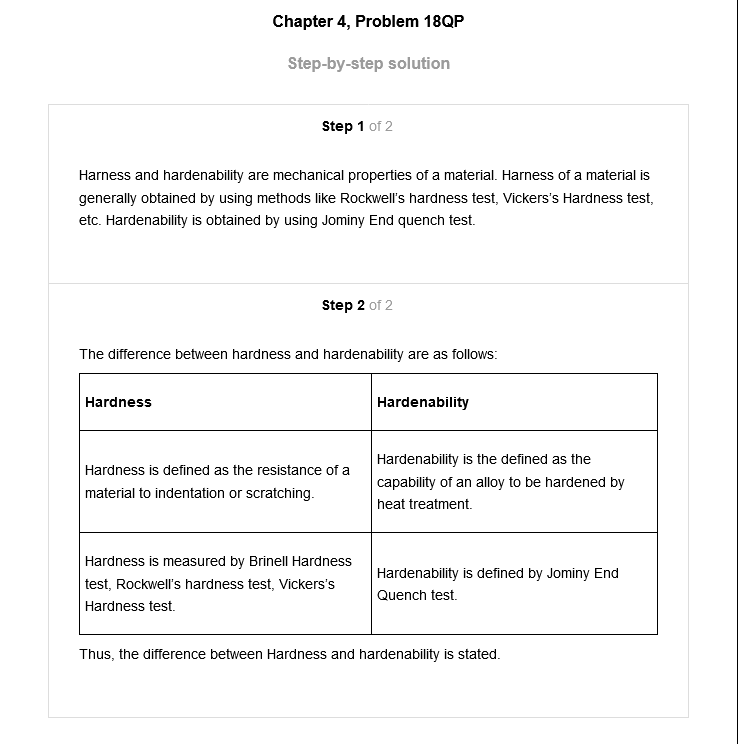 Chapter 4, Problem 18QP
Step-by-step solution
Step 1 of 2
Harness and hardenability are mechanical properties of a material. Harness of a material is
generally obtained by using methods like Rockwell's hardness test, Vickers's Hardness test,
etc. Hardenability is obtained by using Jominy End quench test.
Step 2 of 2
The difference between hardness and hardenability are as follows:
Hardness
Hardenability
Hardness is defined as the resistance of a
material to indentation or scratching.
Hardenability is the defined as the
capability of an alloy to be hardened by
heat treatment.
Hardness is measured by Brinell Hardness
test, Rockwell's hardness test, Vickers's
Hardness test.
Hardenability is defined by Jominy End
Quench test.
Thus, the difference between Hardness and hardenability is stated.